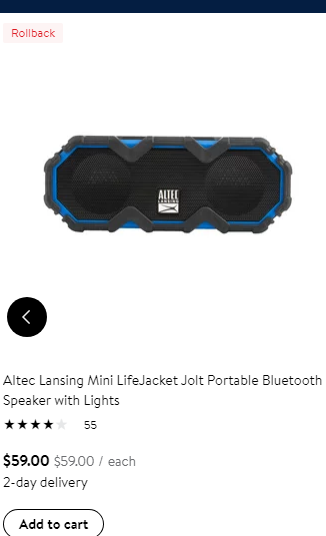 Rollback
ALTEC
LANSING
Altec Lansing Mini LifeJacket Jolt Portable Bluetooth
Speaker with Lights
55
$59.00 $59.00 / each
2-day delivery
Add to cart